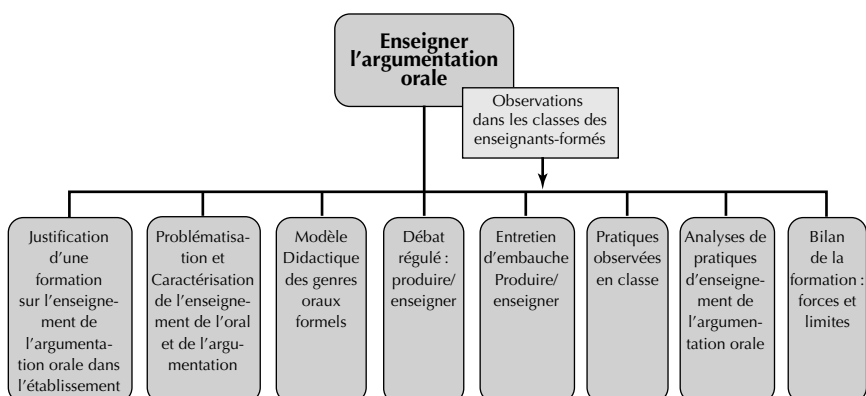 Enseigner
l'argumentation
orale
Observations
dans les classes des
enseignants-formés
Justification
d'une
formation
sur l'enseigne-
ment de
l'argumenta-
tion orale dans
l'établissement
Problématisa-
tion et
Caractérisation
de l'enseigne-
ment de l'oral
et de l'argu-
mentation
Modèle
Didactique
des genres
oraux
formels
Débat
régulé :
produire/
enseigner
Entretien
d'embauche
Produire/
enseigner
Pratiques
observées
en classe
Analyses de
pratiques
d'enseigne-
ment de
l'argumen-
tation orale
Bilan
de la
formation :
forces et
limites